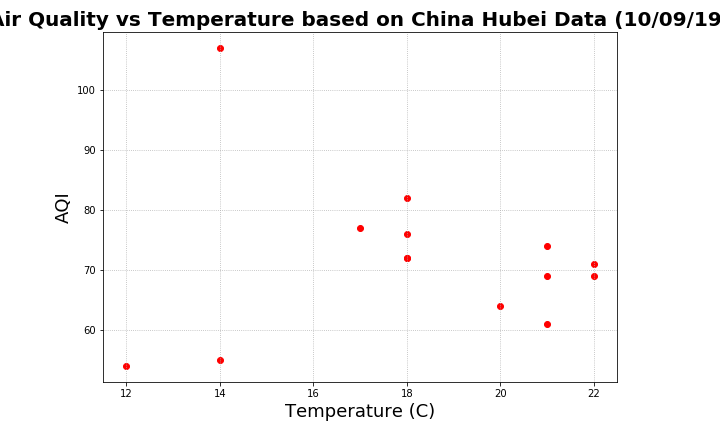 Air Quality vs Temperature based on China Hubei Data (10/09/19
100
90
80
70
60
AQI
12 14 16 18 20 22
Temperature (C)